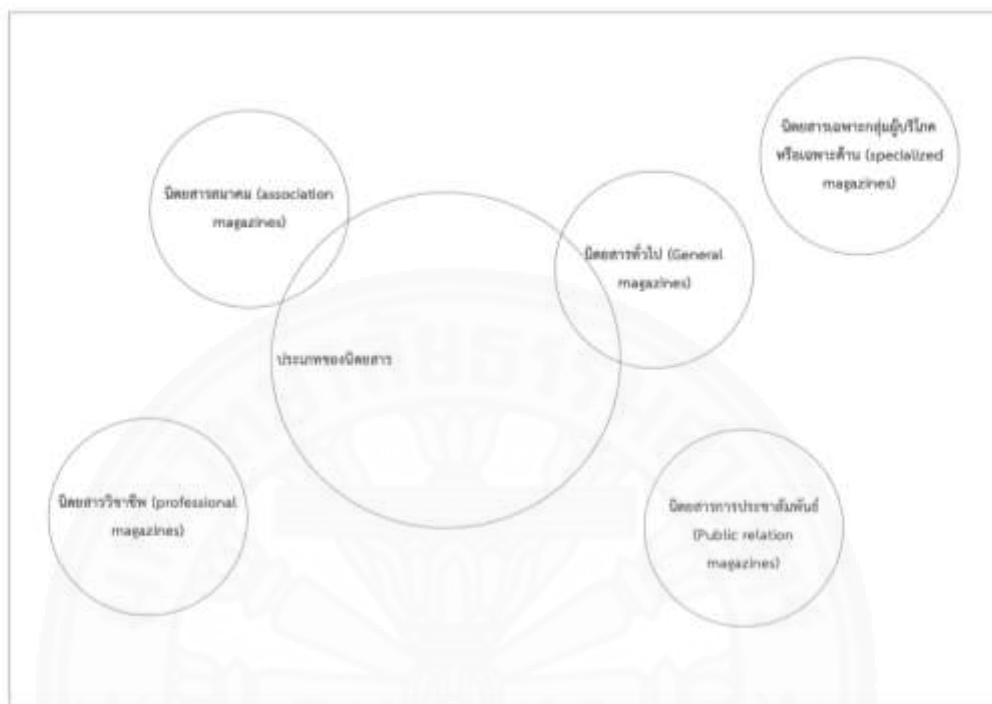 นิตยสารเฉพาะกลุ่มผู้บริโภค
หรือเฉพาะด้าน (specialized
magazines)
นิตยสารสมาคม (association
magazines)
นิตยสารทั่วไป (General
magazines)
ประเภทของนิตยสาร
นิตยสารวิชาชีพ (professional
magazines)
นิตยสารการประชาสัมพันธ์
(Public relation
magazines)